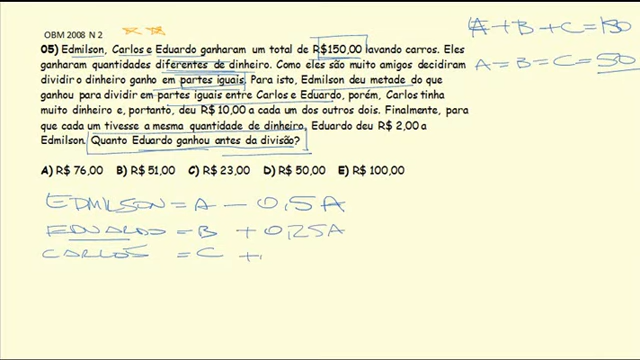 OBM 2008 N 2
05) Edmilson, Carlos e Eduardo ganharam um total de R$150,00 lavando carros. Eles
ganharam quantidades diferentes de dinheiro. Como eles são muito amigos decidiram
dividir o dinheiro ganho em partes iguais. Para isto, Edmilson deu metade do que
ganhou para dividir em partes iguais entre Carlos e Eduardo, porém, Carlos tinha
muito dinheiro e, portanto, deu R$ 10,00 a cada um dos outros dois. Finalmente, para
que cada um tivesse a mesma quantidade de dinheiro, Eduardo deu R$ 2,00 a
Edmilson. Quanto Eduardo ganhou antes da divisão?
A) R$ 76,00 B) R$ 51,00 C) R$ 23,00 D) R$ 50,00 E) R$ 100,00
A + B + C = 150
A = B = C = 50
EDMILSON = A - 0,5A
EDUARDO = B + 0,25A
CARLOS = C +